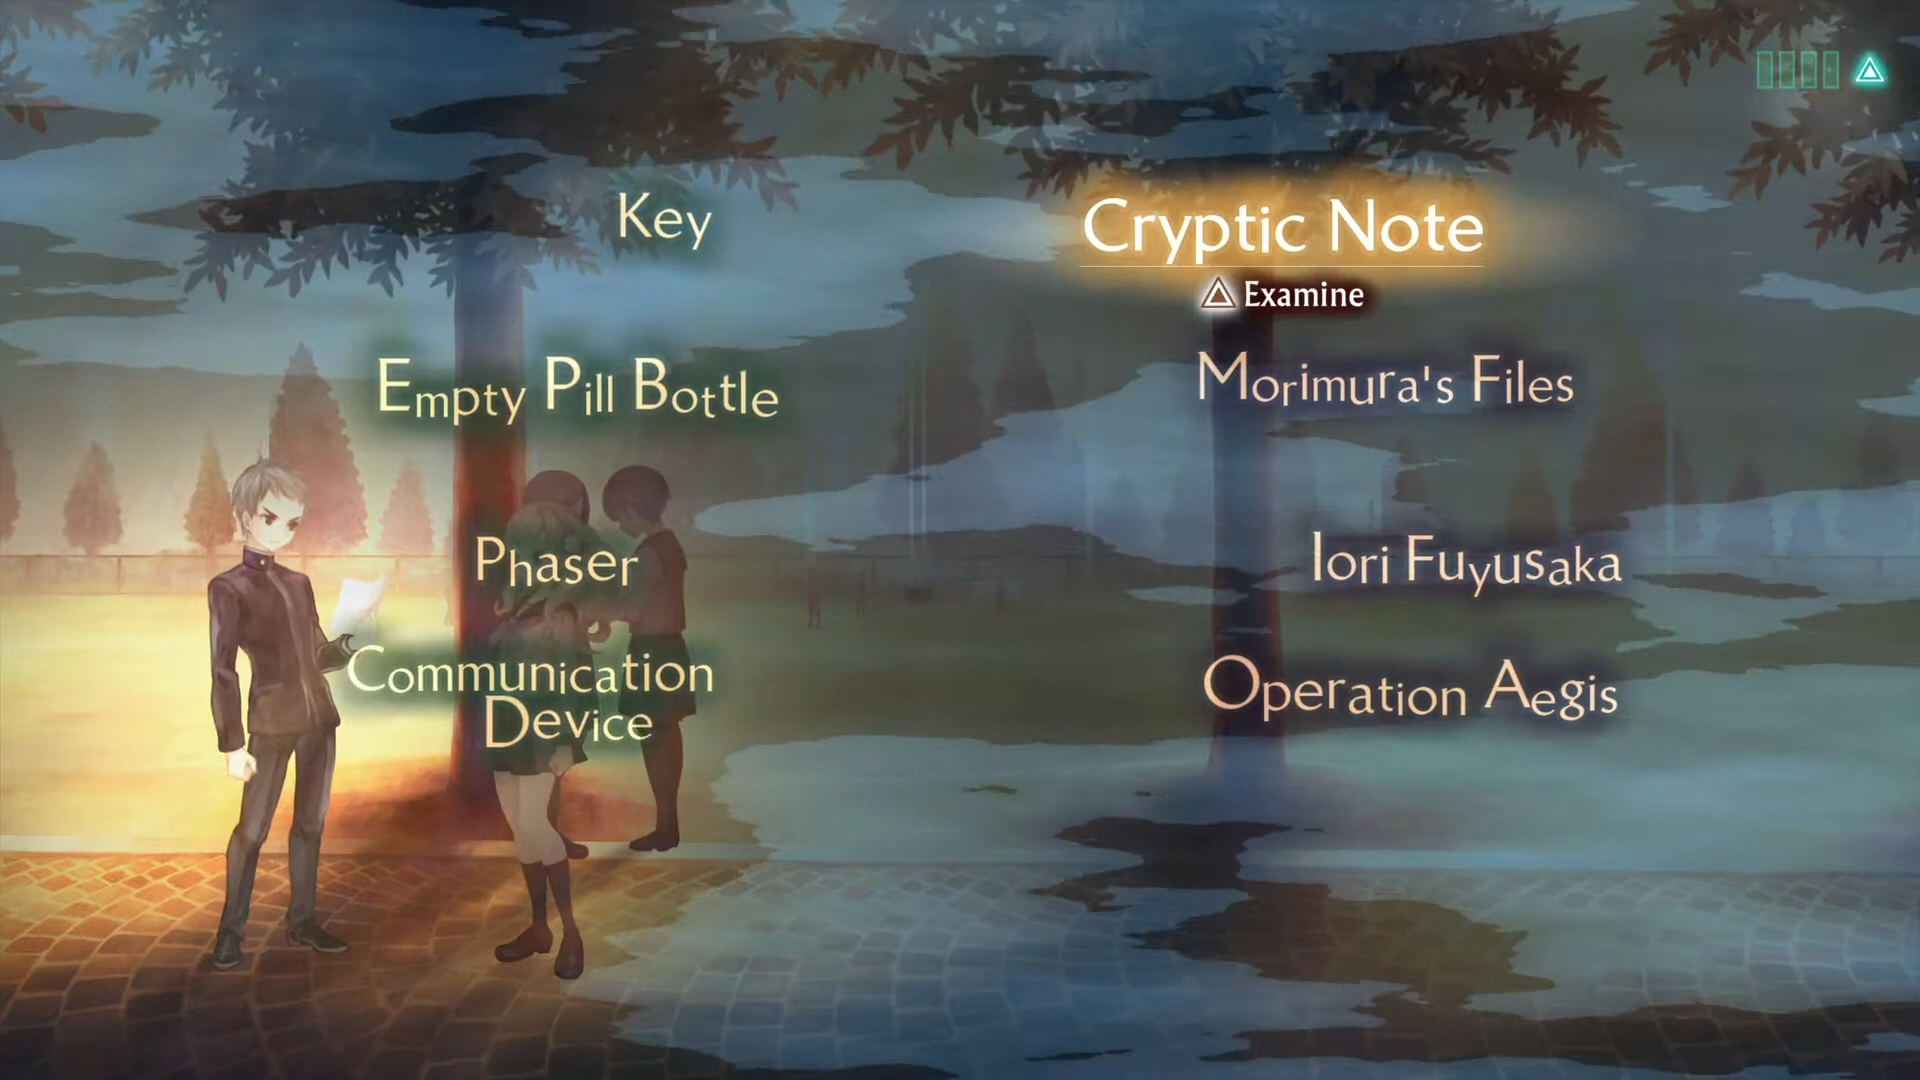 Key
Cryptic Note
Examine
Empty Pill Bottle
Morimura's Files
Phaser
Iori Fuyusaka
Communication
Device
Operation Aegis